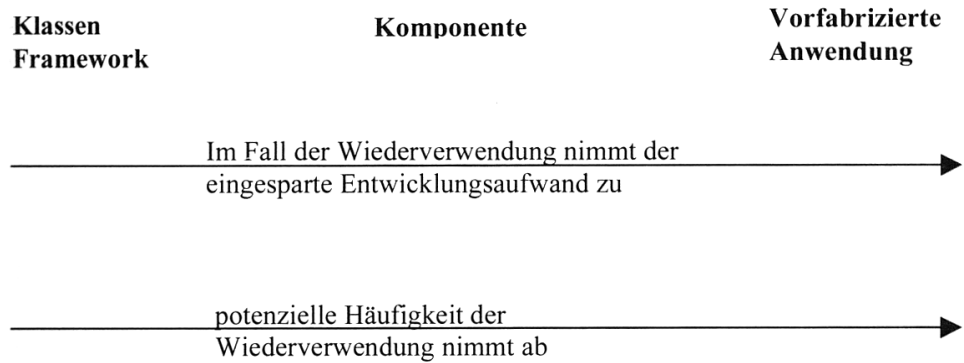 Klassen
Framework
Komponente
Vorfabrizierte
Anwendung
Im Fall der Wiederverwendung nimmt der
eingesparte Entwicklungsaufwand zu
potenzielle Häufigkeit der
Wiederverwendung nimmt ab